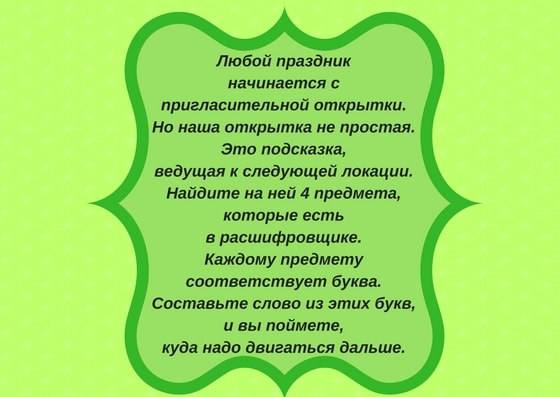 Любой праздник
начинается с
пригласительной открытки.
Но наша открытка не простая.
Это подсказка,
ведущая к следующей локации.
Найдите на ней 4 предмета,
которые есть
в расшифровщике.
Каждому предмету
соответствует буква.
Составьте слово из этих букв,
и вы поймете,
куда надо двигаться дальше.